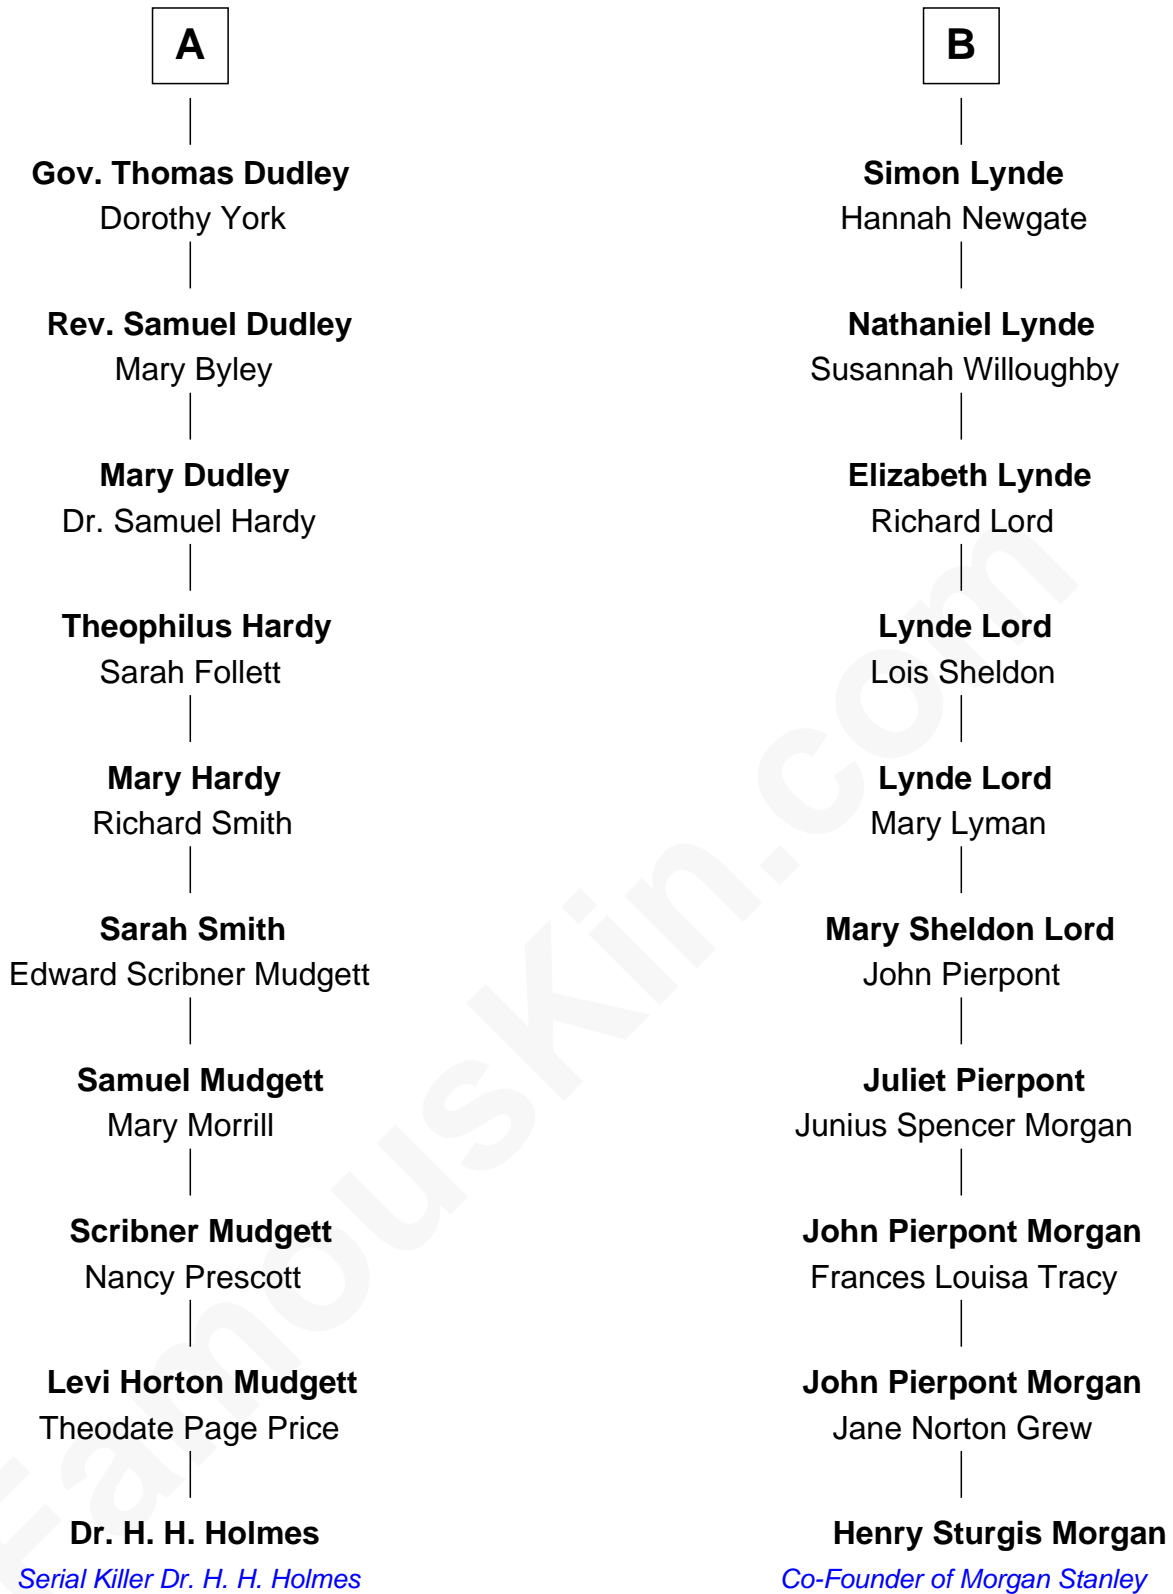 A
Gov. Thomas Dudley
Dorothy York
Rev. Samuel Dudley
Mary Byley
Mary Dudley
Dr. Samuel Hardy
Theophilus Hardy
Sarah Follett
Mary Hardy
Richard Smith
Sarah Smith
Edward Scribner Mudgett
Samuel Mudgett
Mary Morrill
Scribner Mudgett
Nancy Prescott
Levi Horton Mudgett
Theodate Page Price
Dr. H. H. Holmes
Serial Killer Dr. H. H. Holmes
B
Simon Lynde
Hannah Newgate
Nathaniel Lynde
Susannah Willoughby
Elizabeth Lynde
Richard Lord
Lynde Lord
Lois Sheldon
Lynde Lord
Mary Lyman
Mary Sheldon Lord
John Pierpont
Juliet Pierpont
Junius Spencer Morgan
John Pierpont Morgan
Frances Louisa Tracy
John Pierpont Morgan
Jane Norton Grew
Henry Sturgis Morgan
Co-Founder of Morgan Stanley
FamousKin.com